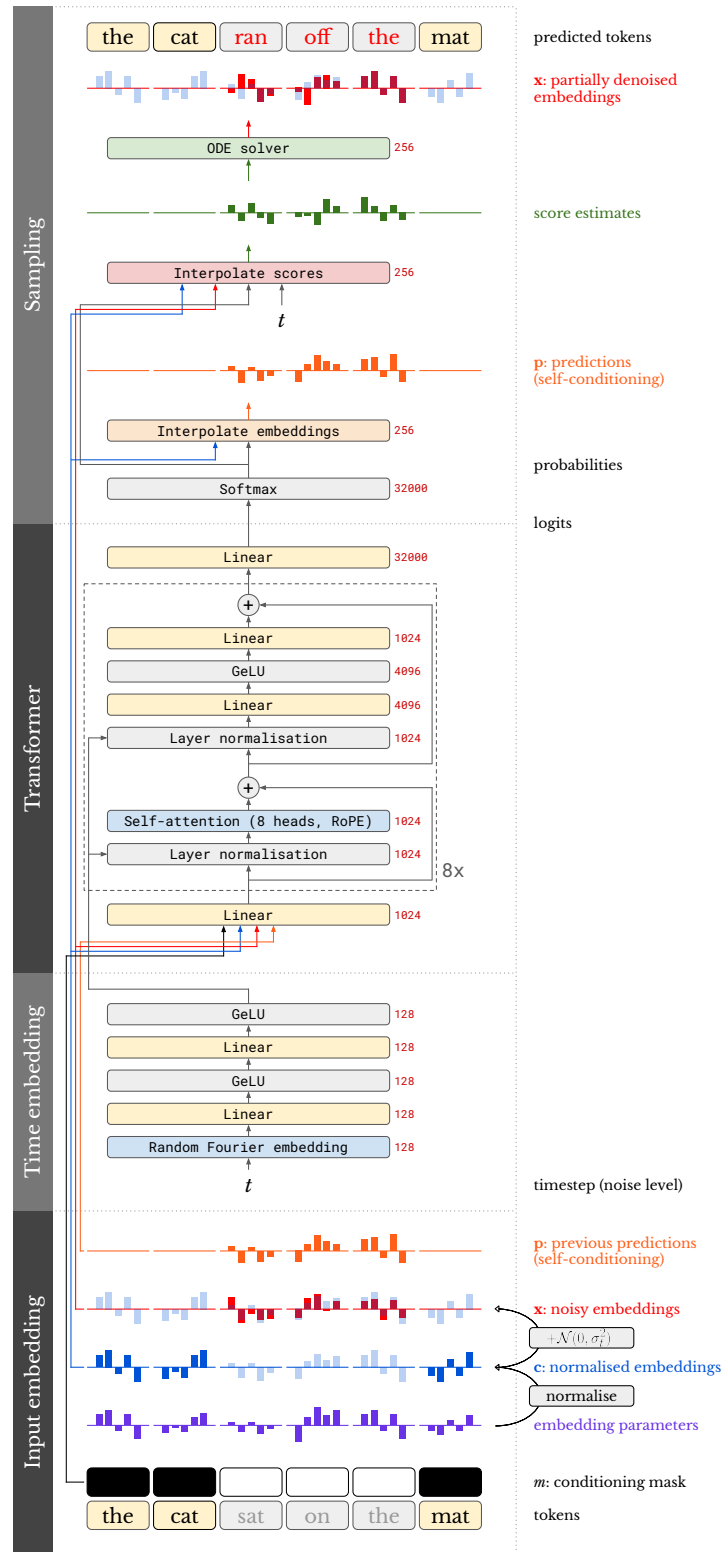 the cat ran off the mat
predicted tokens
x: partially denoised
embeddings
ODE solver
256
score estimates
Interpolate scores
256
t
p: predictions
(self-conditioning)
Interpolate embeddings
256
probabilities
Softmax
32000
Sampling
logits
Linear
32000
+
Linear
1024
GeLU
4096
Linear
4096
Layer normalisation
1024
+
Self-attention (8 heads, RoPE)
1024
Layer normalisation
1024
8x
Linear
1024
Transformer
GeLU
128
Linear
128
GeLU
128
Linear
128
Random Fourier embedding
128
t
timestep (noise level)
Time embedding
p: previous predictions
(self-conditioning)
x: noisy embeddings
+N(0, σ_t^2)
c: normalised embeddings
normalise
embedding parameters
m: conditioning mask
the cat sat on the mat
tokens
Input embedding